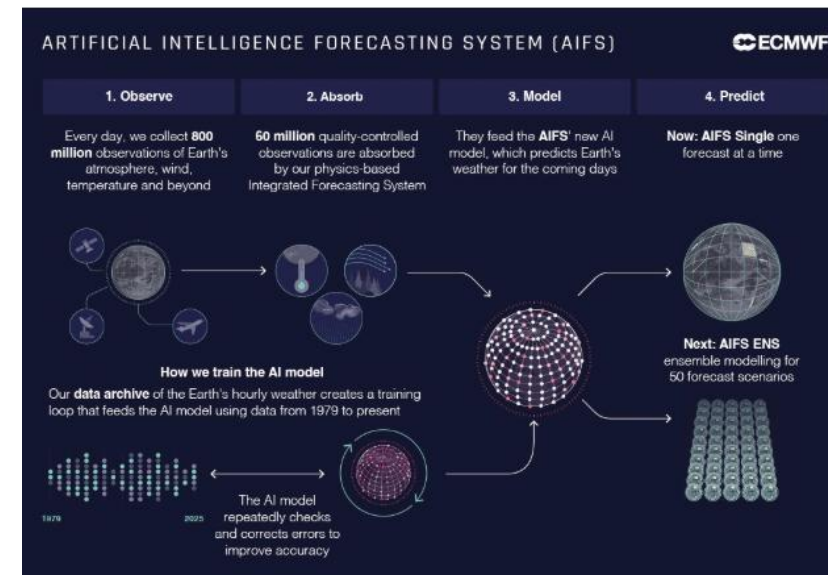 ARTIFICIAL INTELLIGENCE FORECASTING SYSTEM (AIFS)
ECMWF
1. Observe
Every day, we collect 800
million observations of Earth's
atmosphere, wind,
temperature and beyond
2. Absorb
60 million quality-controlled
observations are absorbed
by our physics-based
Integrated Forecasting System
3. Model
They feed the AIFS' new AI
model, which predicts Earth's
weather for the coming days
4. Predict
Now: AIFS Single one
forecast at a time
Next: AIFS ENS
ensemble modelling for
50 forecast scenarios
How we train the AI model
Our data archive of the Earth's hourly weather creates a training
loop that feeds the AI model using data from 1979 to present
1979
2025
The AI model
repeatedly checks
and corrects errors to
improve accuracy